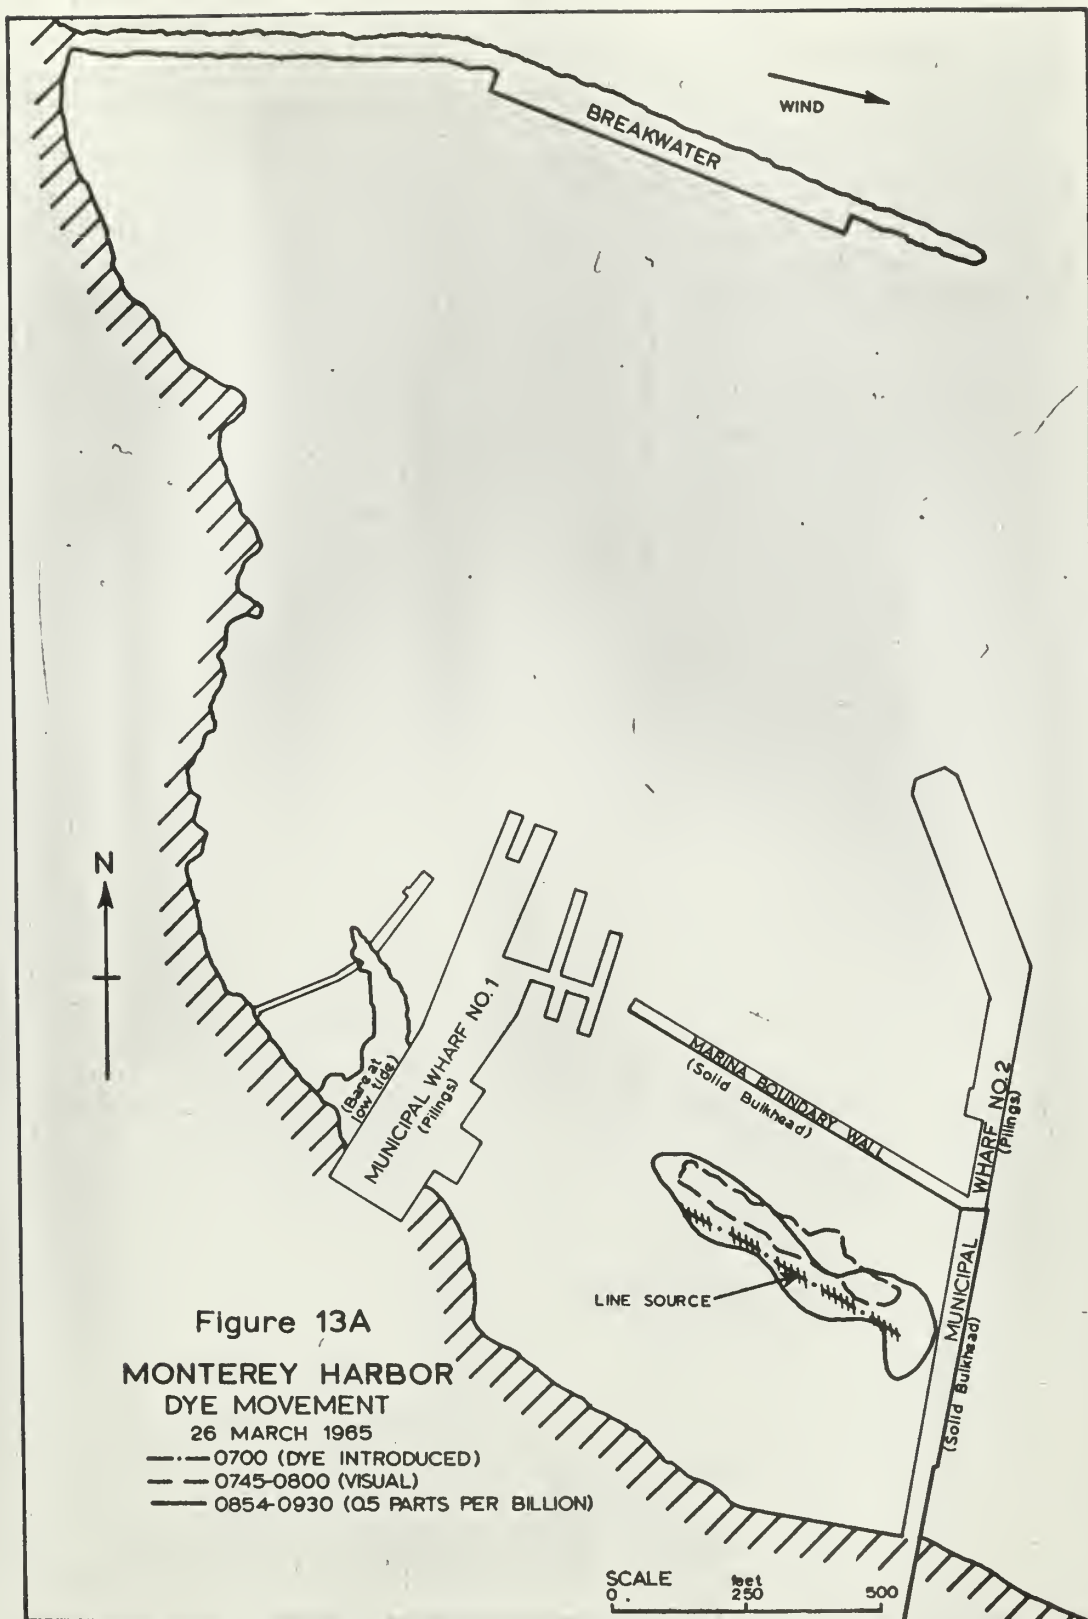 WIND
BREAKWATER
N
MUNICIPAL WHARF NO.1
(Pilings)
(Bare at
low tide)
MARINA BOUNDARY WALL
(Solid Bulkhead)
MUNICIPAL WHARF NO.2
(Pilings)
(Solid Bulkhead)
LINE SOURCE
Figure 13A
MONTEREY HARBOR
DYE MOVEMENT
26 MARCH 1965
0700 (DYE INTRODUCED)
0745-0800 (VISUAL)
0854-0930 (0.5 PARTS PER BILLION)
SCALE feet
0 250 500